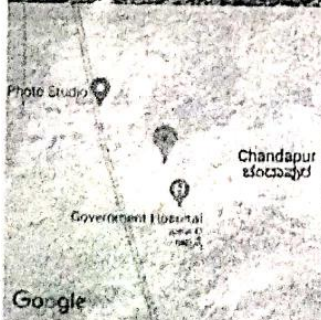 Photo Studio
Chandapur
ಚಂದಾಪುರ
Government Hospital
Google